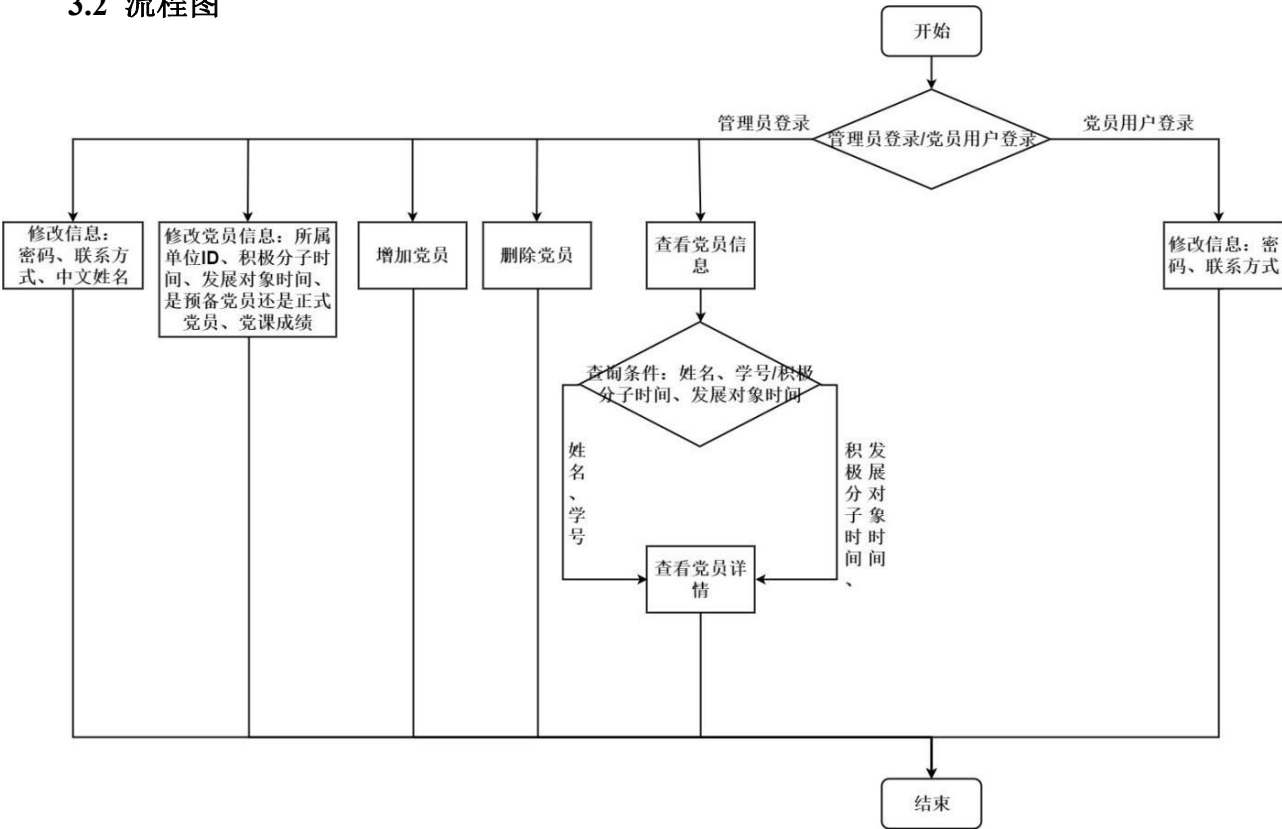 3.2 流程图
开始
管理员登录
管理员登录/党员用户登录
党员用户登录
修改信息：
密码、联系方
式、中文姓名
修改党员信息：所属
单位ID、积极分子时
间、发展对象时间、
是预备党员还是正式
党员、党课成绩
增加党员
删除党员
查看党员信
息
修改信息：密
码、联系方式
查询条件：姓名、学号/积极
分子时间、发展对象时间
姓名、学号
积极分子时间、
发展对象时间
查看党员详
情
结束